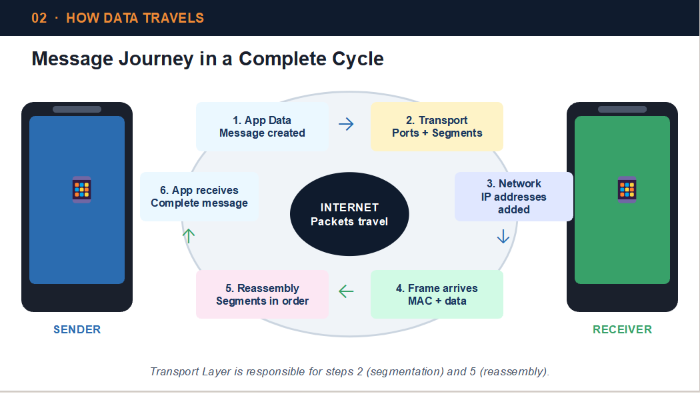 02 · HOW DATA TRAVELS
Message Journey in a Complete Cycle
1. App Data
Message created
2. Transport
Ports + Segments
3. Network
IP addresses
added
6. App receives
Complete message
INTERNET
Packets travel
5. Reassembly
Segments in order
4. Frame arrives
MAC + data
SENDER
RECEIVER
Transport Layer is responsible for steps 2 (segmentation) and 5 (reassembly).